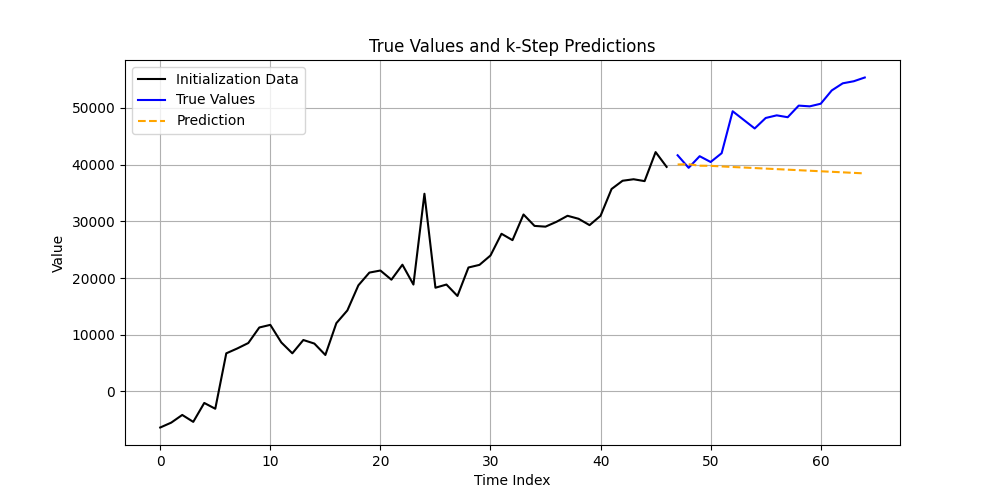 True Values and k-Step Predictions
Initialization Data
True Values
Prediction
Value
50000
40000
30000
20000
10000
0
0 10 20 30 40 50 60
Time Index